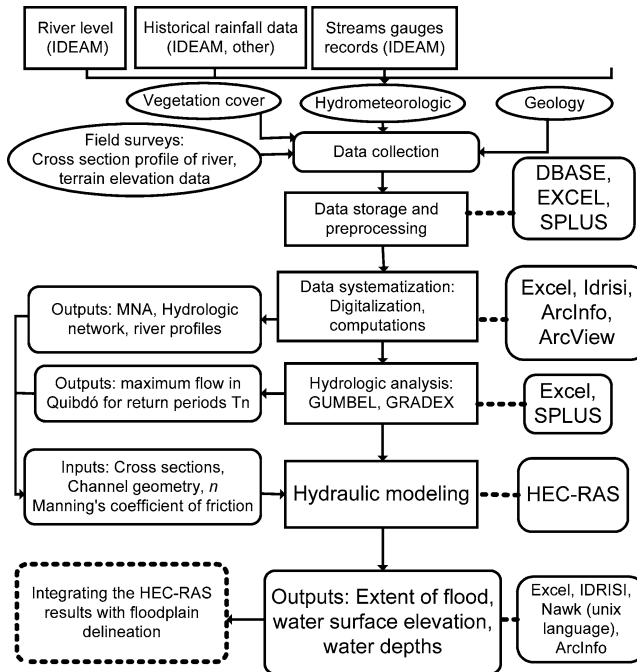 River level
(IDEAM)
Historical rainfall data
(IDEAM, other)
Streams gauges
records (IDEAM)
Vegetation cover
Hydrometeorologic
Geology
Field surveys:
Cross section profile of river,
terrain elevation data
Data collection
Data storage and
preprocessing
DBASE,
EXCEL,
SPLUS
Data systematization:
Digitalization,
computations
Excel, Idrisi,
ArcInfo,
ArcView
Outputs: MNA, Hydrologic
network, river profiles
Outputs: maximum flow in
Quibdó for return periods Tn
Hydrologic analysis:
GUMBEL, GRADEX
Excel,
SPLUS
Inputs: Cross sections,
Channel geometry, n
Manning's coefficient of friction
Hydraulic modeling
HEC-RAS
Integrating the HEC-RAS
results with floodplain
delineation
Outputs: Extent of flood,
water surface elevation,
water depths
Excel, IDRISI,
Nawk (unix
language),
ArcInfo